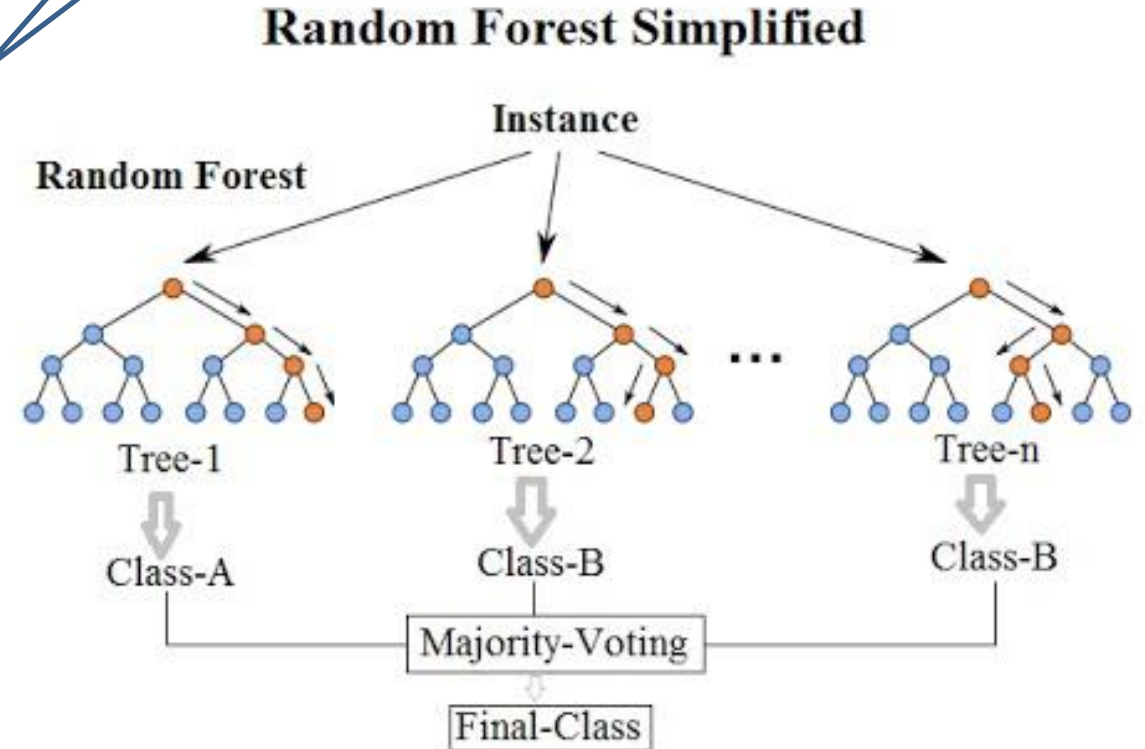 Random Forest Simplified
Instance
Random Forest
...
Tree-1
Tree-2
Tree-n
Class-A
Class-B
Class-B
Majority-Voting
Final-Class